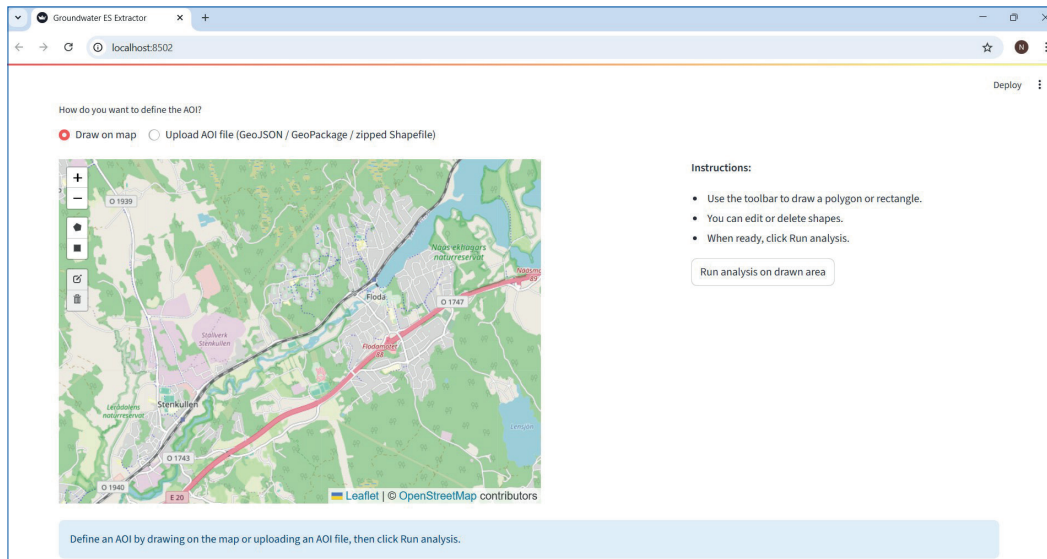 Groundwater ES Extractor
localhost:8502
N
Deploy
How do you want to define the AOI?
Draw on map
Upload AOI file (GeoJSON / GeoPackage / zipped Shapefile)
+
−
O 1939
Nääs ekhagars
naturreservat
Floda
O 1747
89
Stålverk
Stenkullen
Flodamotet
88
Lerådalens
naturreservat
Stenkullen
O 1743
O 1940
E 20
Leaflet | © OpenStreetMap contributors
Instructions:
• Use the toolbar to draw a polygon or rectangle.
• You can edit or delete shapes.
• When ready, click Run analysis.
Run analysis on drawn area
Define an AOI by drawing on the map or uploading an AOI file, then click Run analysis.